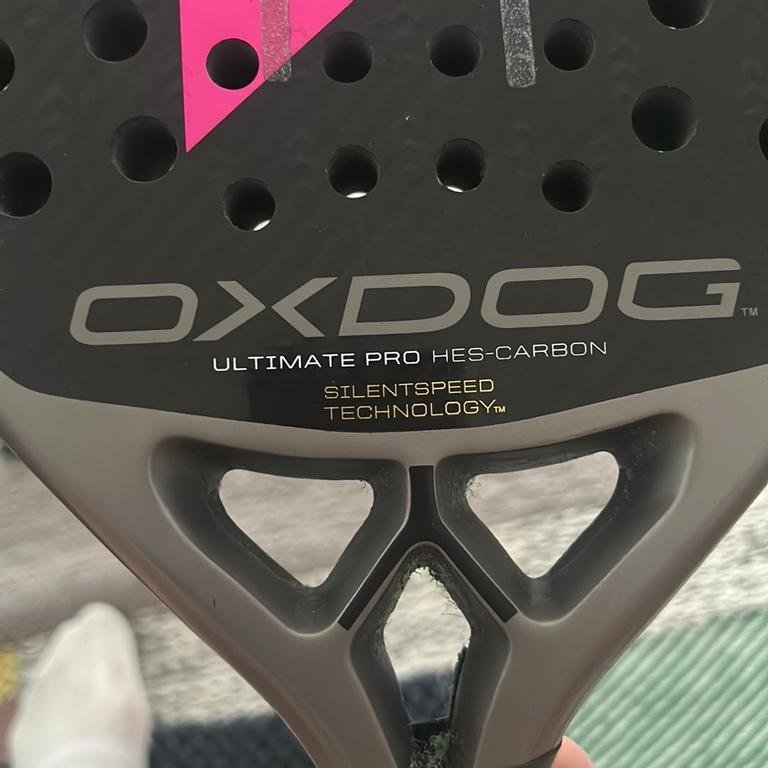 OXDOG™
ULTIMATE PRO HES-CARBON
SILENTSPEED
TECHNOLOGY™